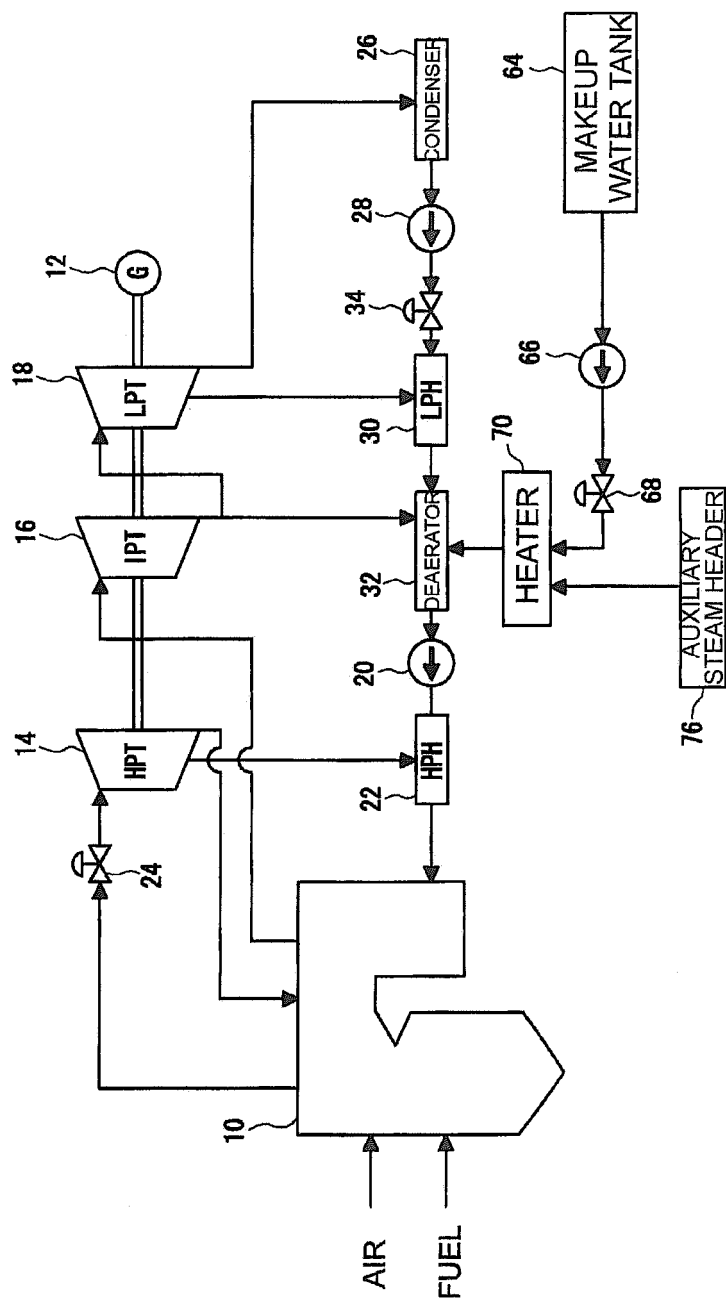 12
G
18
LPT
16
IPT
14
HPT
24
10
AIR
FUEL
26
CONDENSER
28
34
30
LPH
32
DEAERATOR
20
22
HPH
64
MAKEUP
WATER TANK
66
68
70
HEATER
76
AUXILIARY
STEAM HEADER